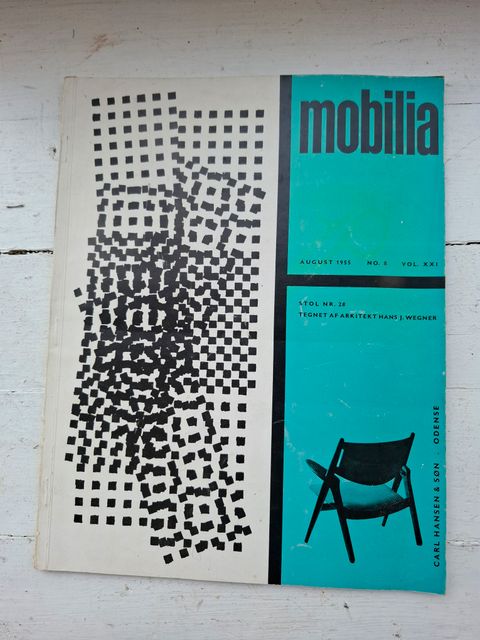 mobilia
AUGUST 1955 NO. 8 VOL. XXI
STOL NR. 28
TEGNET AF ARKITEKT HANS J. WEGNER
CARL HANSEN & SØN · ODENSE